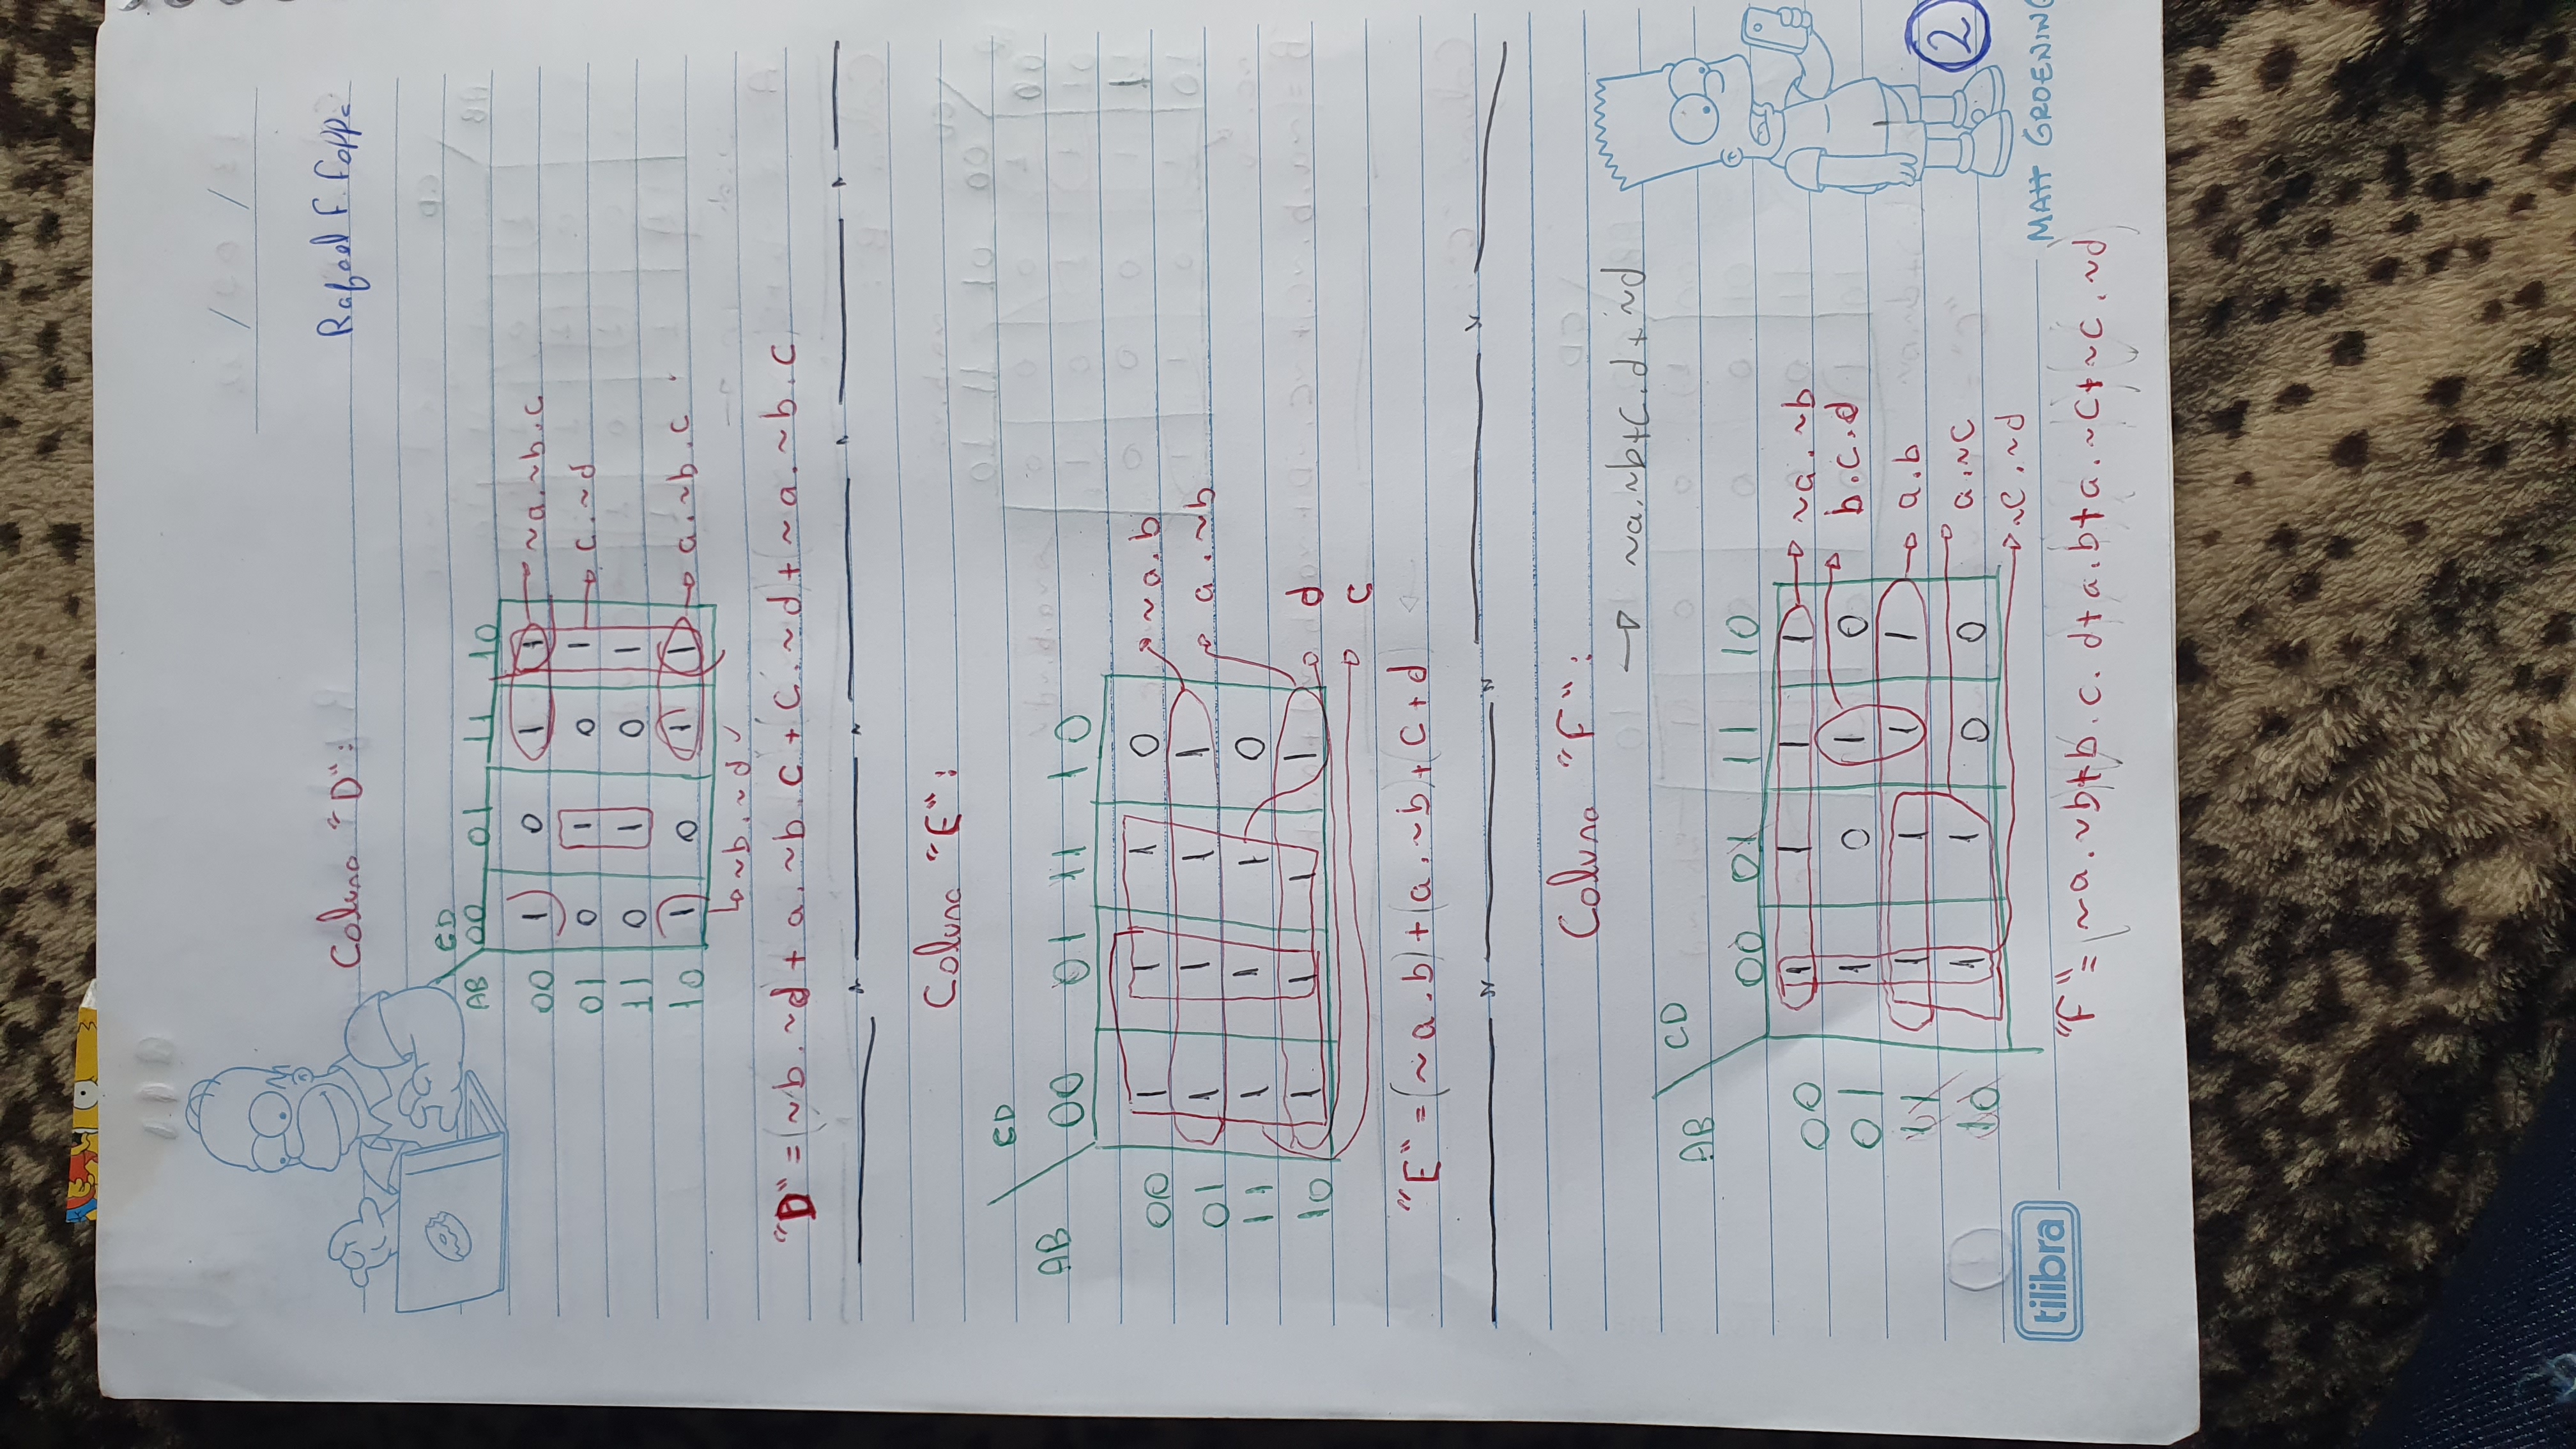 Rafael F. Foppa
Coluna "D":
CD
AB 00 01 11 10
00 1 0 1 1 → ~a.~b.c
01 0 1 0 1 → c.~d
11 0 1 0 1
10 1 0 1 1 → a.~b.c
↳ ~b.~d
"D" = (~b.~d + a.~b.c + (c.~d) + ~a.~b.c
Coluna "E":
CD
AB 00 01 11 10
00 1 1 1 0 → ~a.b
01 1 1 1 1 → a.~b
11 1 1 1 0
10 1 1 1 1 → d
→ c
"E" = (~a.b) + (a.~b) + (c + d
Coluna "F":
→ ~a.~b+c.d+~d
CD
AB 00 01 11 10
00 1 1 1 1 → ~a.~b
01 1 0 1 0 → b.c.d
11 1 1 1 1 → a.b
10 1 1 0 0 → a.~c
→ ~c.~d
"F" = (~a.~b)+b.c.d+a.b+a.~c+~c.~d)
tilibra
MATT GROENING
2